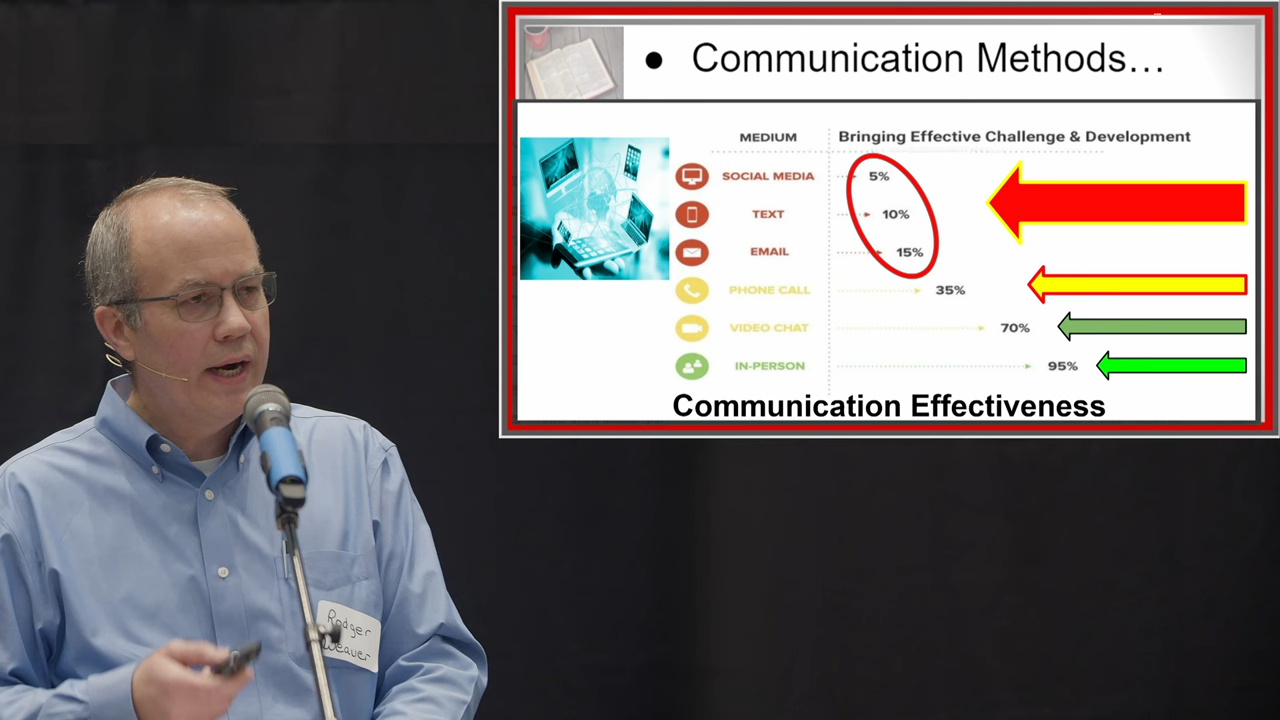 ● Communication Methods…
MEDIUM Bringing Effective Challenge & Development
SOCIAL MEDIA 5%
TEXT 10%
EMAIL 15%
PHONE CALL 35%
VIDEO CHAT 70%
IN-PERSON 95%
Communication Effectiveness
Rodger
Weaver